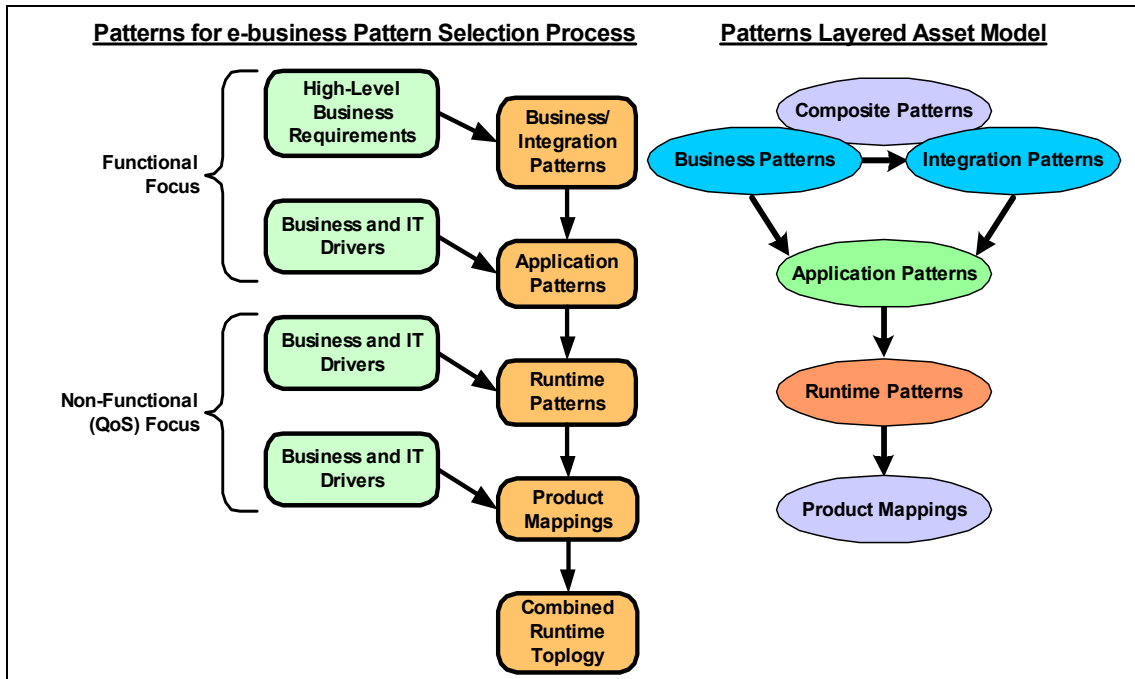 Patterns for e-business Pattern Selection Process
Patterns Layered Asset Model
High-Level
Business
Requirements
Business/
Integration
Patterns
Functional
Focus
Business and IT
Drivers
Application
Patterns
Business and IT
Drivers
Runtime
Patterns
Non-Functional
(QoS) Focus
Business and IT
Drivers
Product
Mappings
Combined
Runtime
Toplogy
Composite Patterns
Business Patterns
Integration Patterns
Application Patterns
Runtime Patterns
Product Mappings